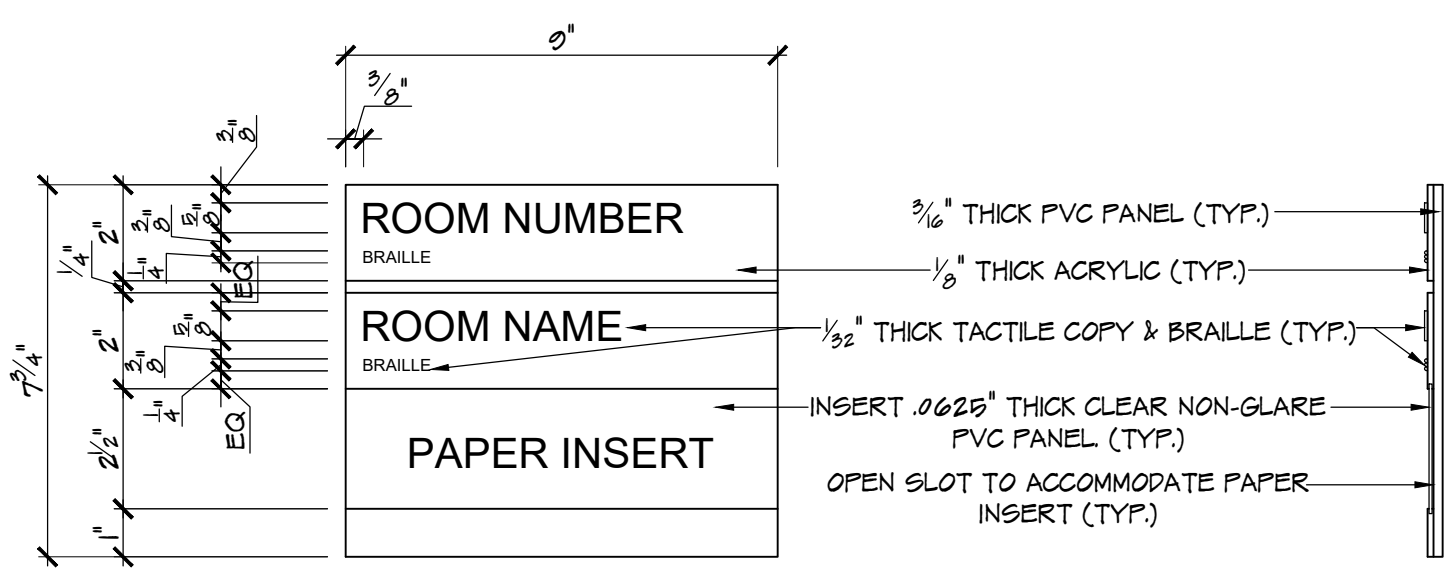 9"
3/8"
3/8"
5/8"
3/8"
1/4"
EQ
2"
1/4"
2"
5/8"
3/8"
1/4"
EQ
7 3/4"
2 1/2"
1"
ROOM NUMBER
BRAILLE
ROOM NAME
BRAILLE
PAPER INSERT
3/16" THICK PVC PANEL (TYP.)
1/8" THICK ACRYLIC (TYP.)
1/32" THICK TACTILE COPY & BRAILLE (TYP.)
INSERT .0625" THICK CLEAR NON-GLARE
PVC PANEL. (TYP.)
OPEN SLOT TO ACCOMMODATE PAPER
INSERT (TYP.)